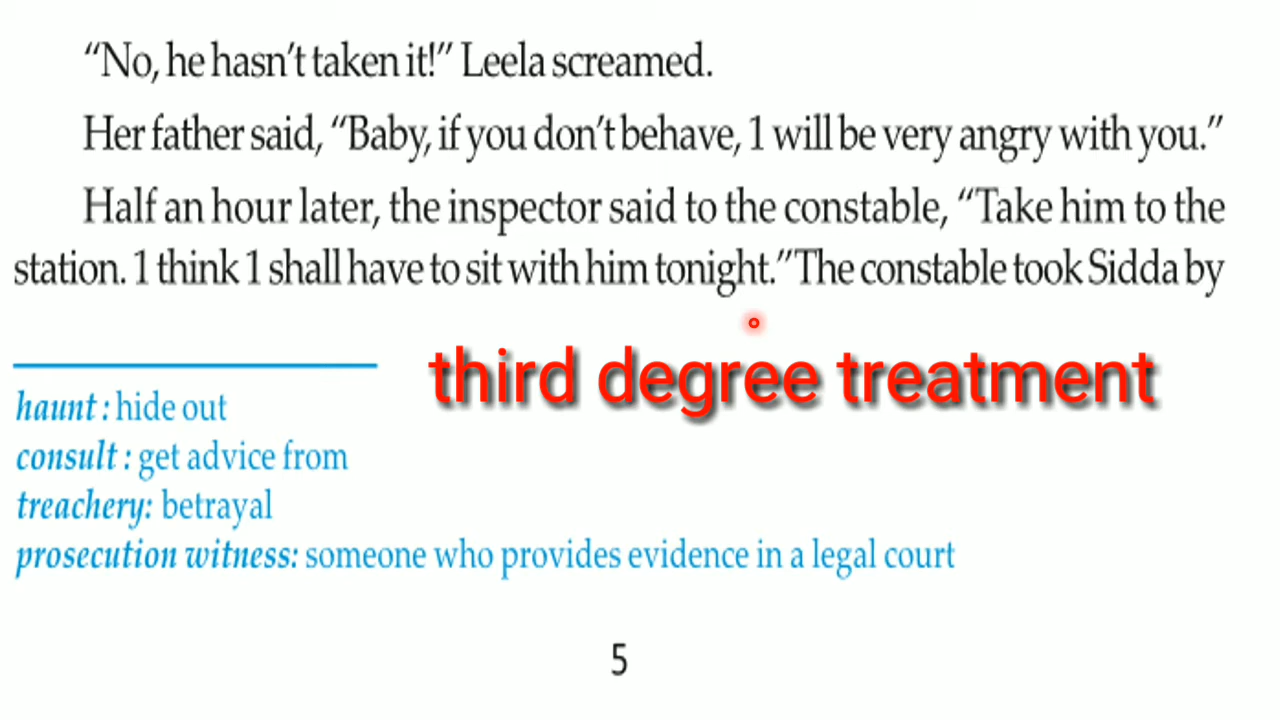 “No, he hasn’t taken it!” Leela screamed.
Her father said, “Baby, if you don’t behave, 1 will be very angry with you.”
Half an hour later, the inspector said to the constable, “Take him to the
station. 1 think 1 shall have to sit with him tonight.”The constable took Sidda by
third degree treatment
haunt : hide out
consult : get advice from
treachery: betrayal
prosecution witness: someone who provides evidence in a legal court
5